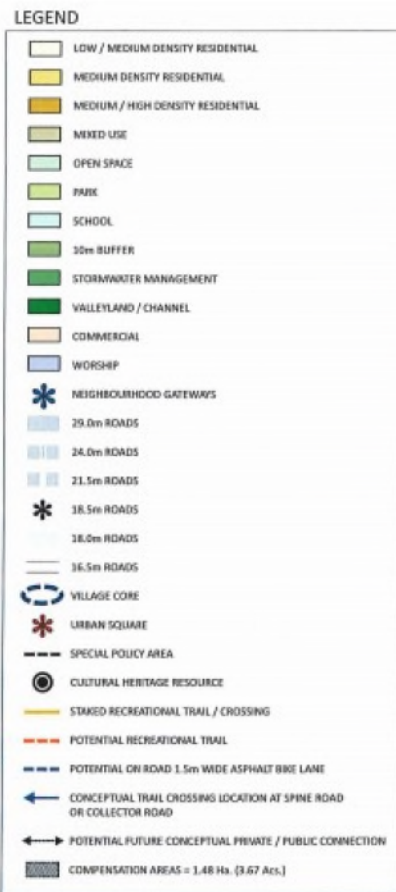 LEGEND
LOW / MEDIUM DENSITY RESIDENTIAL
MEDIUM DENSITY RESIDENTIAL
MEDIUM / HIGH DENSITY RESIDENTIAL
MIXED USE
OPEN SPACE
PARK
SCHOOL
10m BUFFER
STORMWATER MANAGEMENT
VALLEYLAND / CHANNEL
COMMERCIAL
WORSHIP
NEIGHBOURHOOD GATEWAYS
29.0m ROADS
24.0m ROADS
21.5m ROADS
18.5m ROADS
18.0m ROADS
16.5m ROADS
VILLAGE CORE
URBAN SQUARE
SPECIAL POLICY AREA
CULTURAL HERITAGE RESOURCE
STAKED RECREATIONAL TRAIL / CROSSING
POTENTIAL RECREATIONAL TRAIL
POTENTIAL ON ROAD 1.5m WIDE ASPHALT BIKE LANE
CONCEPTUAL TRAIL CROSSING LOCATION AT SPINE ROAD
OR COLLECTOR ROAD
POTENTIAL FUTURE CONCEPTUAL PRIVATE / PUBLIC CONNECTION
COMPENSATION AREAS = 1.48 Ha. (3.67 Acs.)